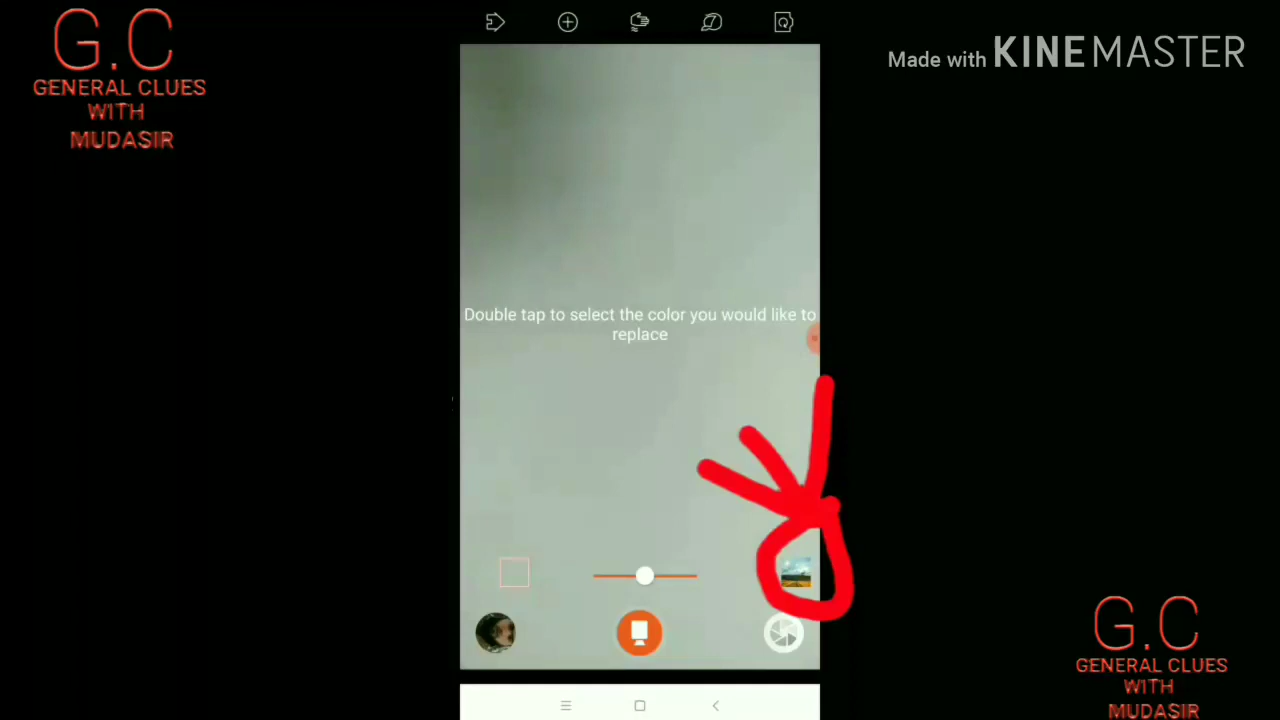 G.C
GENERAL CLUES
WITH
MUDASIR
Made with KINEMASTER
Double tap to select the color you would like to
replace
G.C
GENERAL CLUES
WITH
MUDASIR